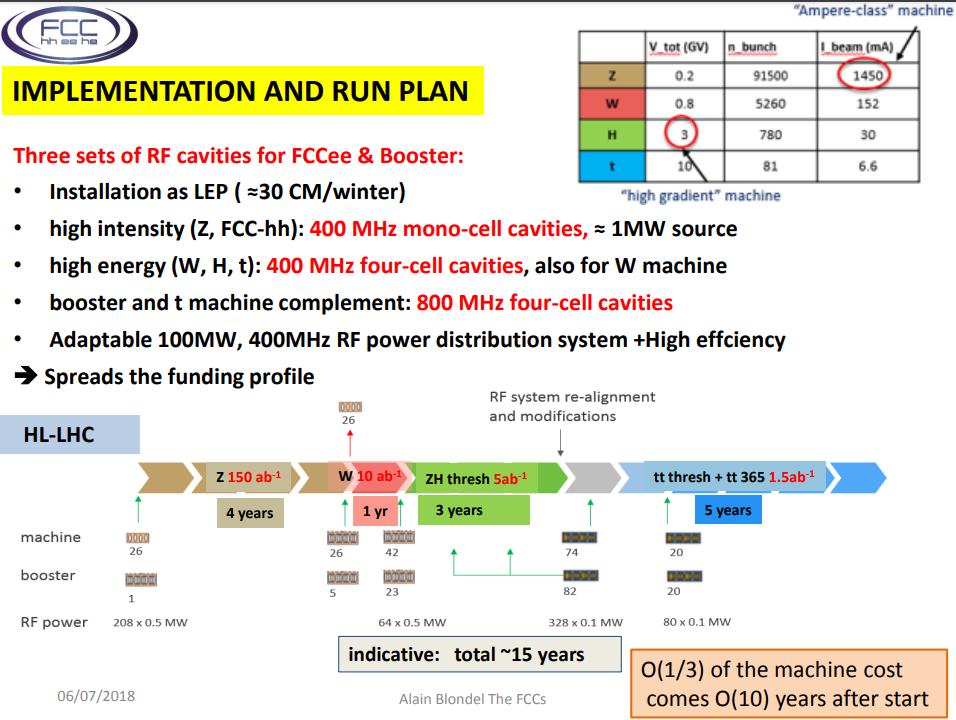 FCC
hh ee he
"Ampere-class" machine
V_tot (GV) n_bunch I_beam (mA)
Z 0.2 91500 1450
W 0.8 5260 152
H 3 780 30
t 10 81 6.6
"high gradient" machine
IMPLEMENTATION AND RUN PLAN
Three sets of RF cavities for FCCee & Booster:
• Installation as LEP ( ≈30 CM/winter)
• high intensity (Z, FCC-hh): 400 MHz mono-cell cavities, ≈ 1MW source
• high energy (W, H, t): 400 MHz four-cell cavities, also for W machine
• booster and t machine complement: 800 MHz four-cell cavities
• Adaptable 100MW, 400MHz RF power distribution system +High effciency
➔ Spreads the funding profile
RF system re-alignment
and modifications
26
HL-LHC
Z 150 ab-1 W 10 ab-1 ZH thresh 5ab-1 tt thresh + tt 365 1.5ab-1
4 years 1 yr 3 years 5 years
machine
26 26 42 74 20
booster
1 5 23 82 20
RF power 208 x 0.5 MW 64 x 0.5 MW 328 x 0.1 MW 80 x 0.1 MW
indicative: total ~15 years
O(1/3) of the machine cost
comes O(10) years after start
06/07/2018 Alain Blondel The FCCs